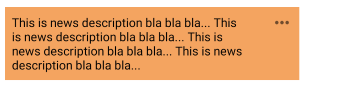 This is news description bla bla bla... This
is news description bla bla bla... This is
news description bla bla bla... This is news
description bla bla bla...